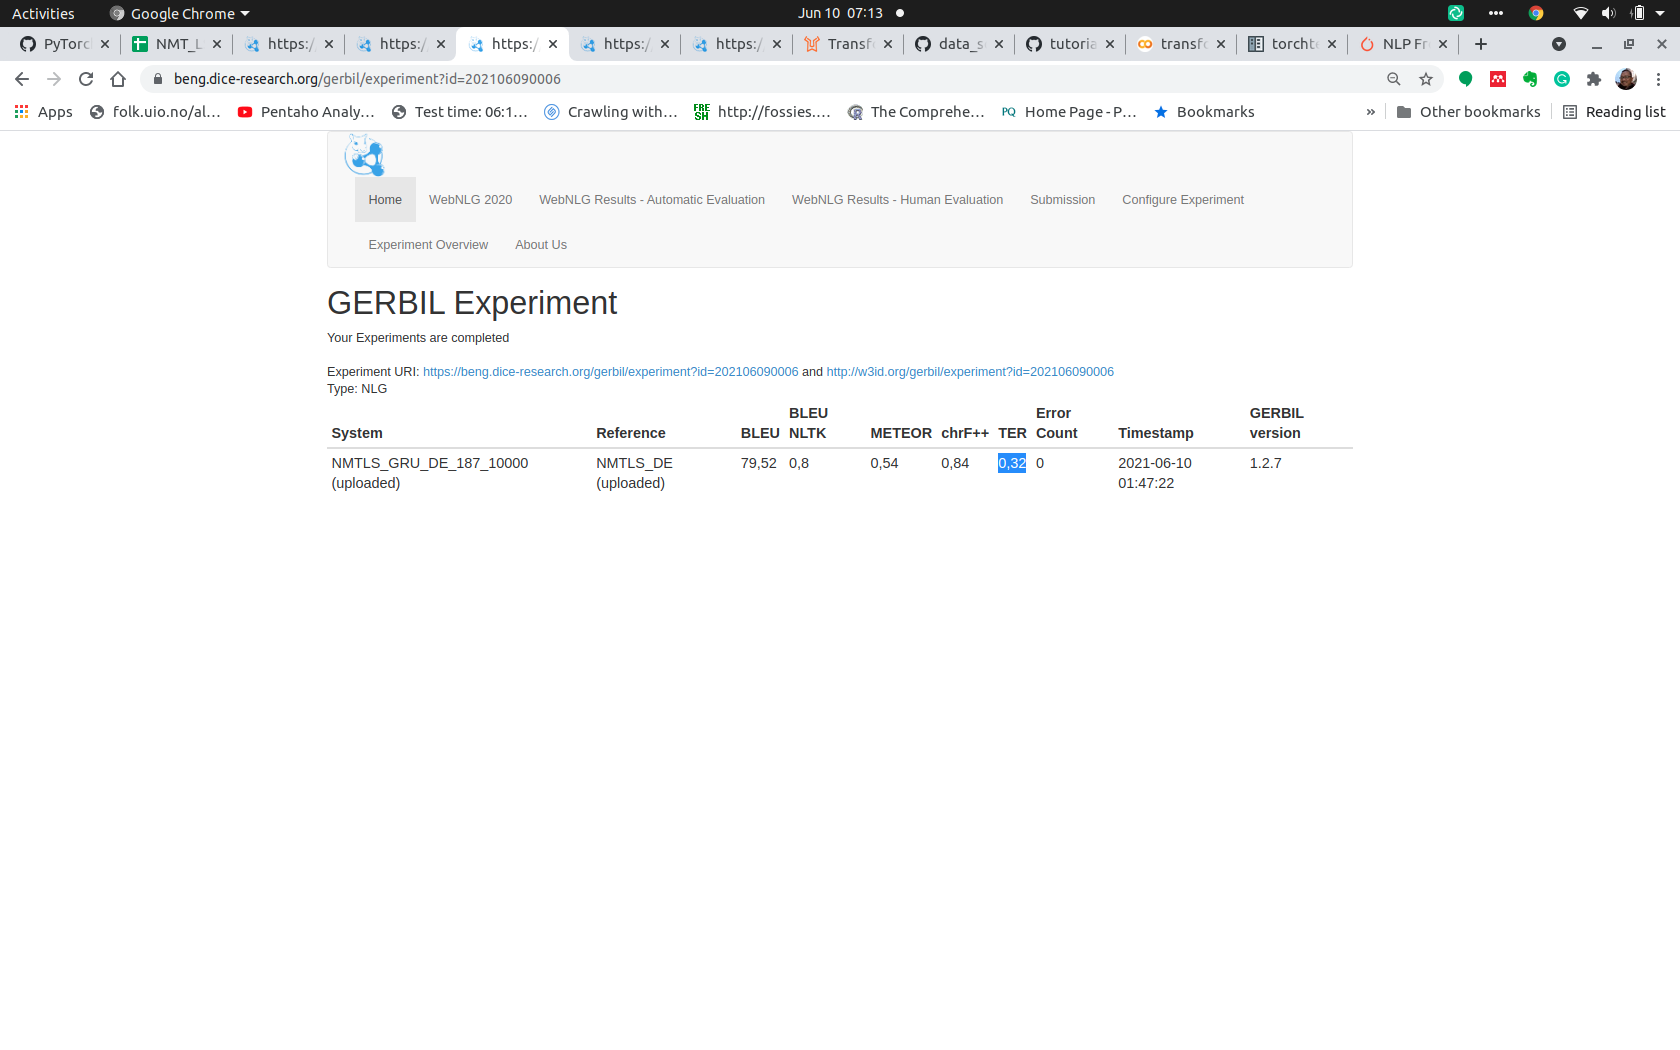 Activities Google Chrome Jun 10 07:13
PyTorc NMT_L https:/ https:/ https:/ https:/ https:/ Transfo data_s tutoria transfo torchte NLP Fr
beng.dice-research.org/gerbil/experiment?id=202106090006
Apps folk.uio.no/al... Pentaho Analy... Test time: 06:1... Crawling with... FRE SH http://fossies.... The Comprehe... PQ Home Page - P... Bookmarks » Other bookmarks Reading list
Home WebNLG 2020 WebNLG Results - Automatic Evaluation WebNLG Results - Human Evaluation Submission Configure Experiment
Experiment Overview About Us
GERBIL Experiment
Your Experiments are completed
Experiment URI: https://beng.dice-research.org/gerbil/experiment?id=202106090006 and http://w3id.org/gerbil/experiment?id=202106090006
Type: NLG
System Reference BLEU BLEU NLTK METEOR chrF++ TER Error Count Timestamp GERBIL version
NMTLS_GRU_DE_187_10000 NMTLS_DE 79,52 0,8 0,54 0,84 0,32 0 2021-06-10 1.2.7
(uploaded) (uploaded) 01:47:22